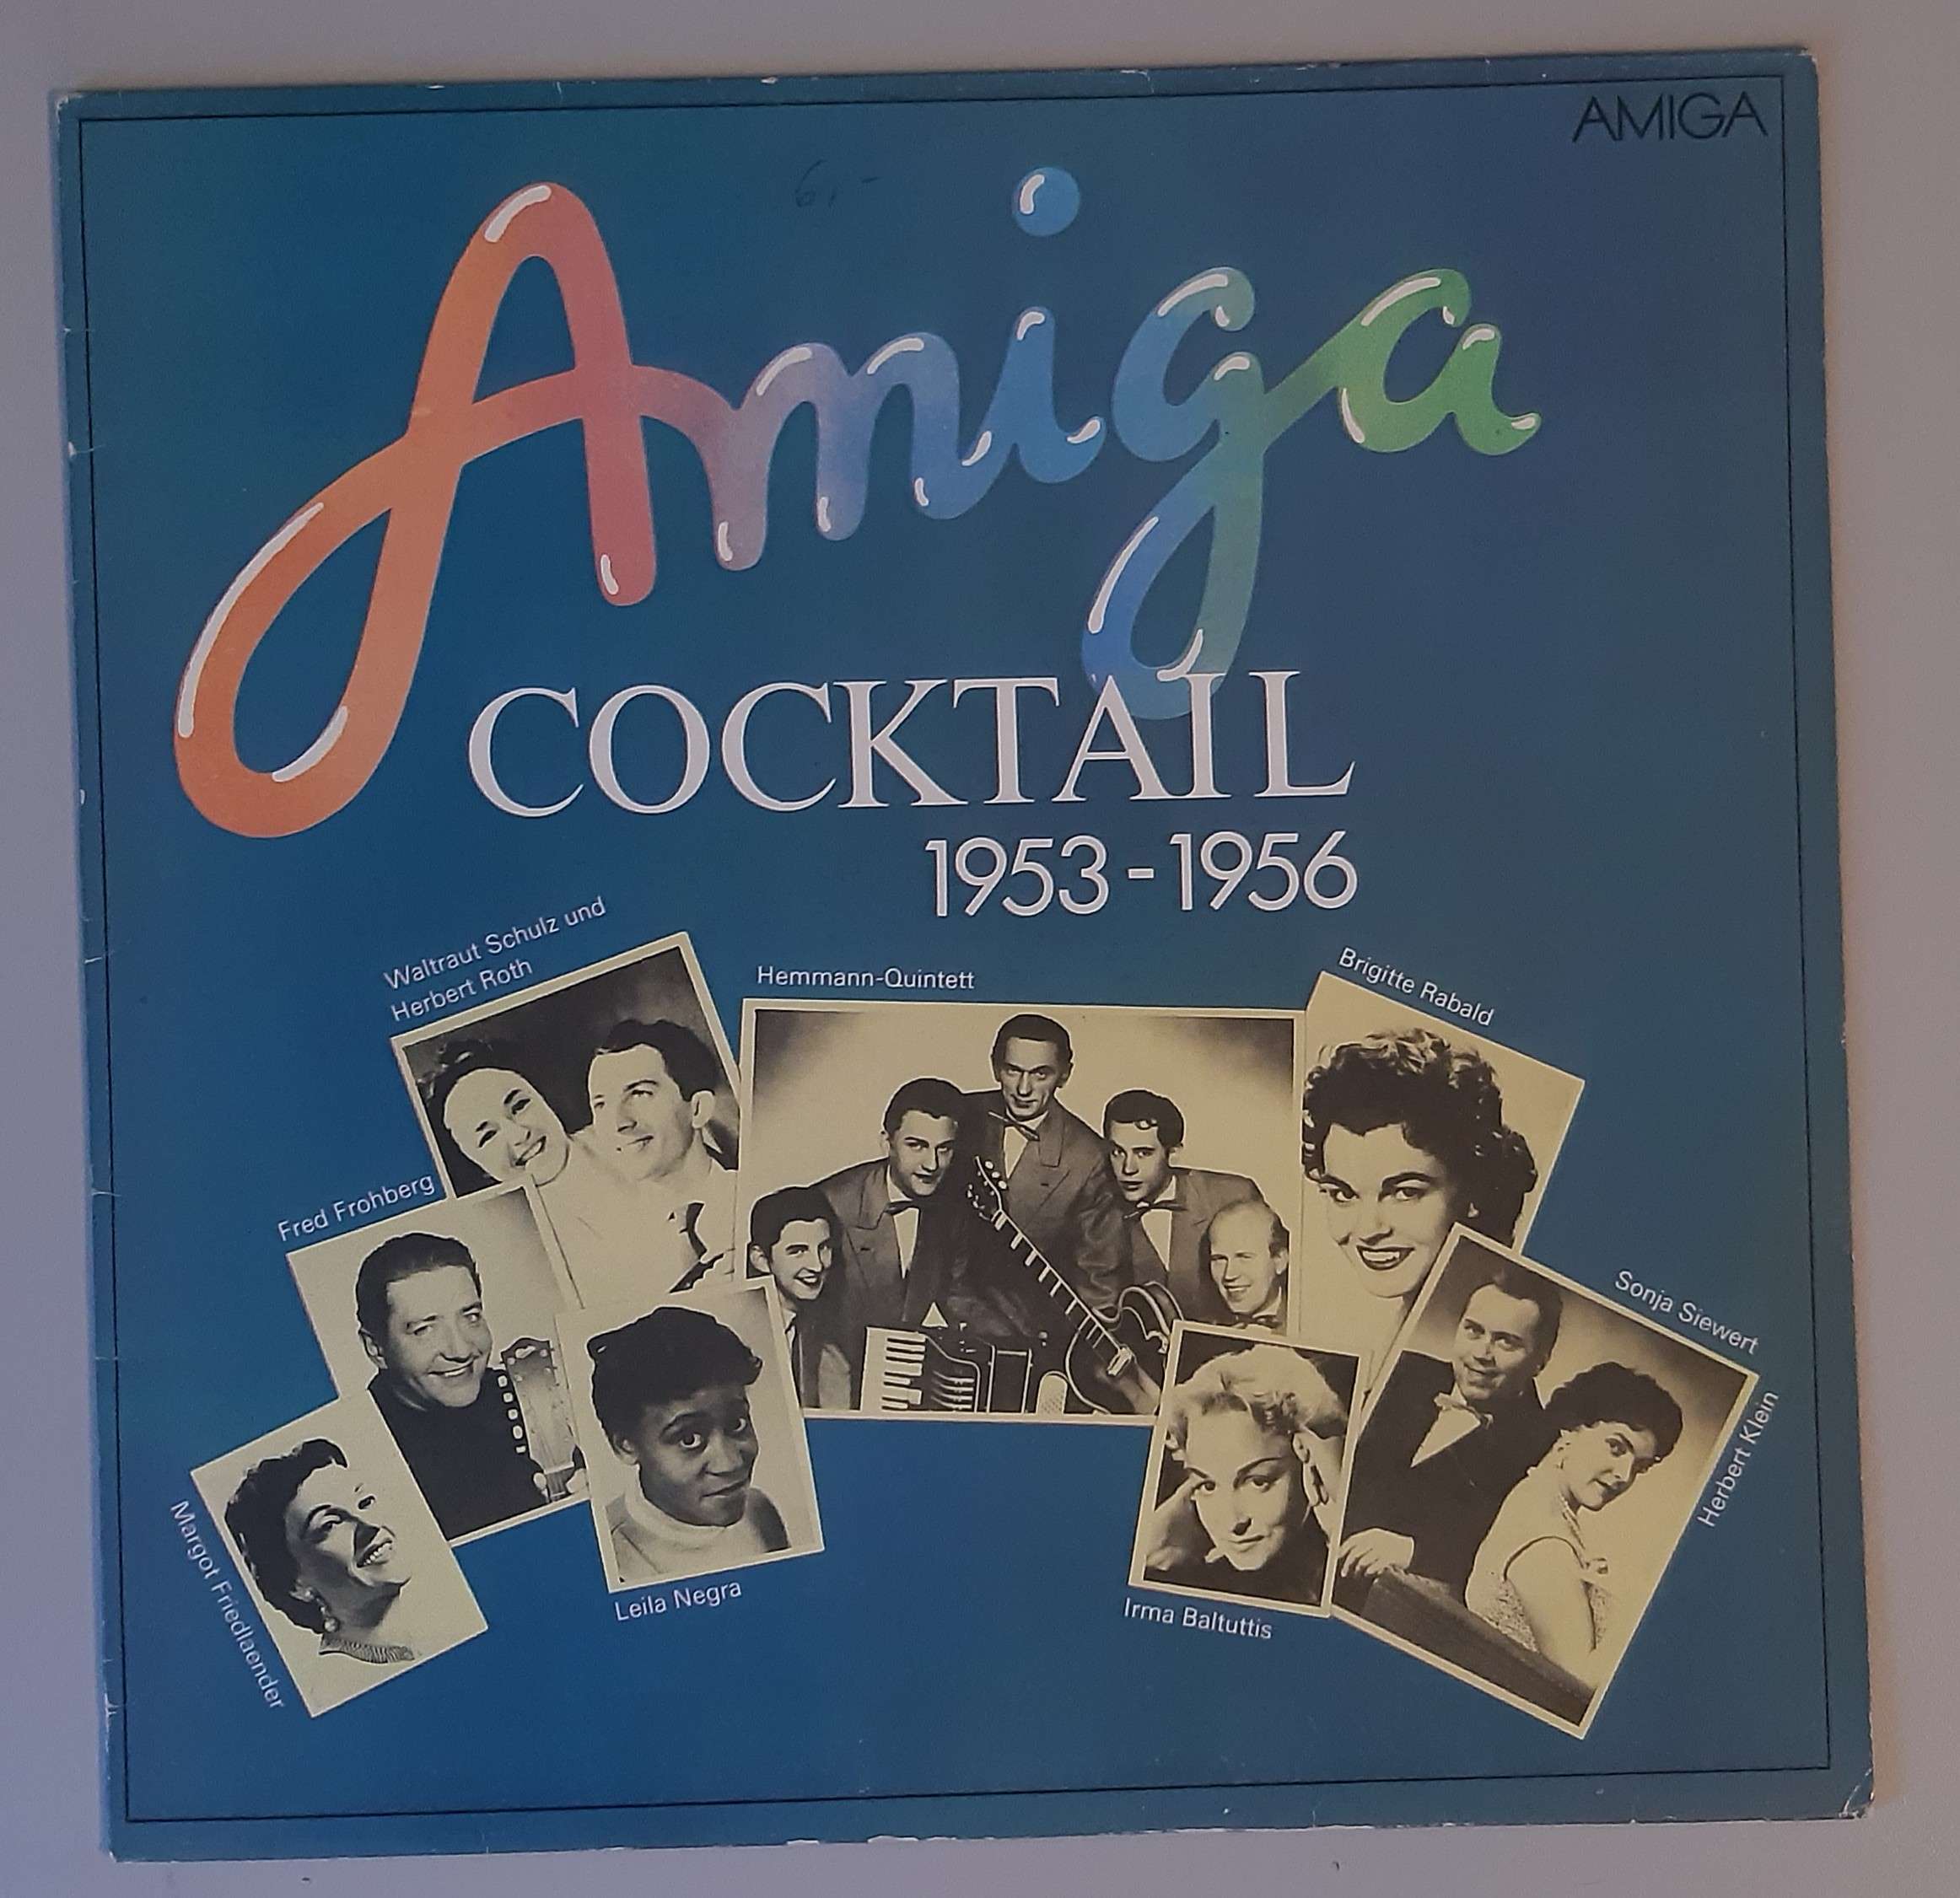 AMIGA
6,-
Amiga
COCKTAIL
1953-1956
Waltraut Schulz und
Herbert Roth
Hemmann-Quintett
Brigitte Rabald
Fred Frohberg
Sonja Siewert
Herbert Klein
Margot Friedlaender
Leila Negra
Irma Baltuttis